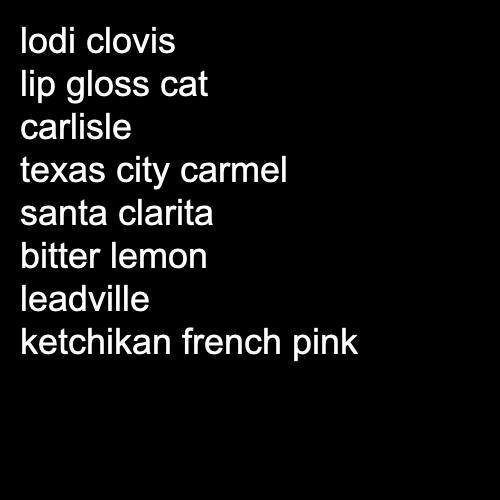 lodi clovis
lip gloss cat
carlisle
texas city carmel
santa clarita
bitter lemon
leadville
ketchikan french pink